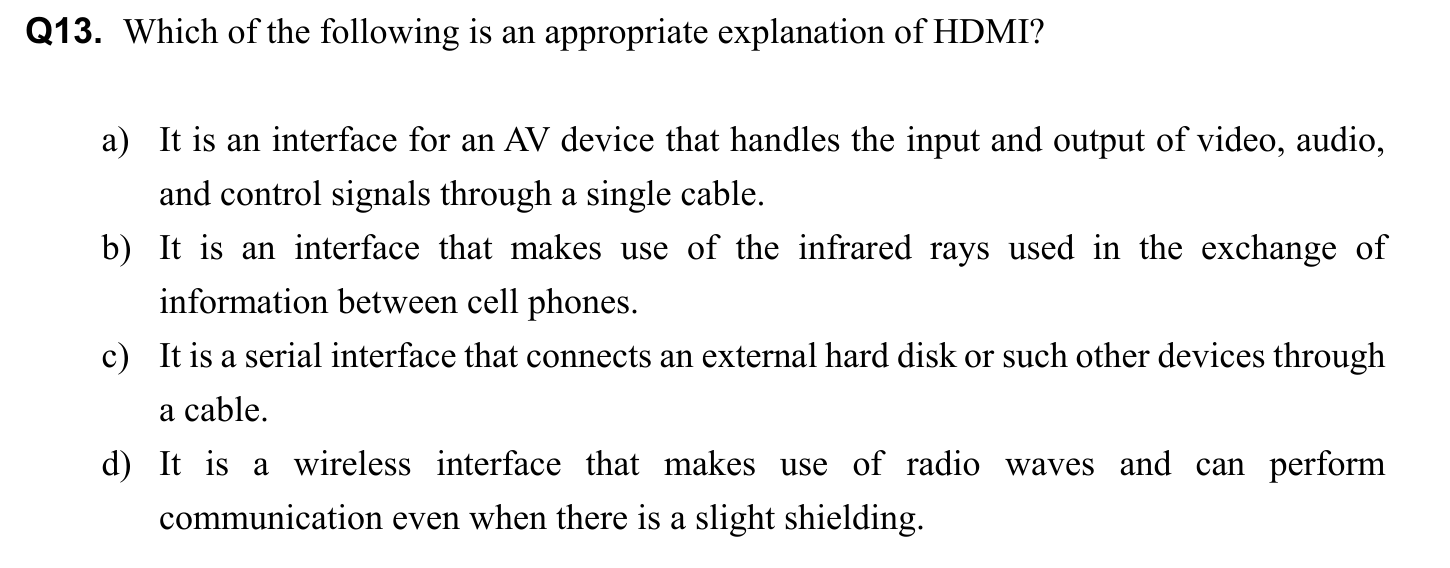 Q13. Which of the following is an appropriate explanation of HDMI?
a) It is an interface for an AV device that handles the input and output of video, audio,
and control signals through a single cable.
b) It is an interface that makes use of the infrared rays used in the exchange of
information between cell phones.
c) It is a serial interface that connects an external hard disk or such other devices through
a cable.
d) It is a wireless interface that makes use of radio waves and can perform
communication even when there is a slight shielding.